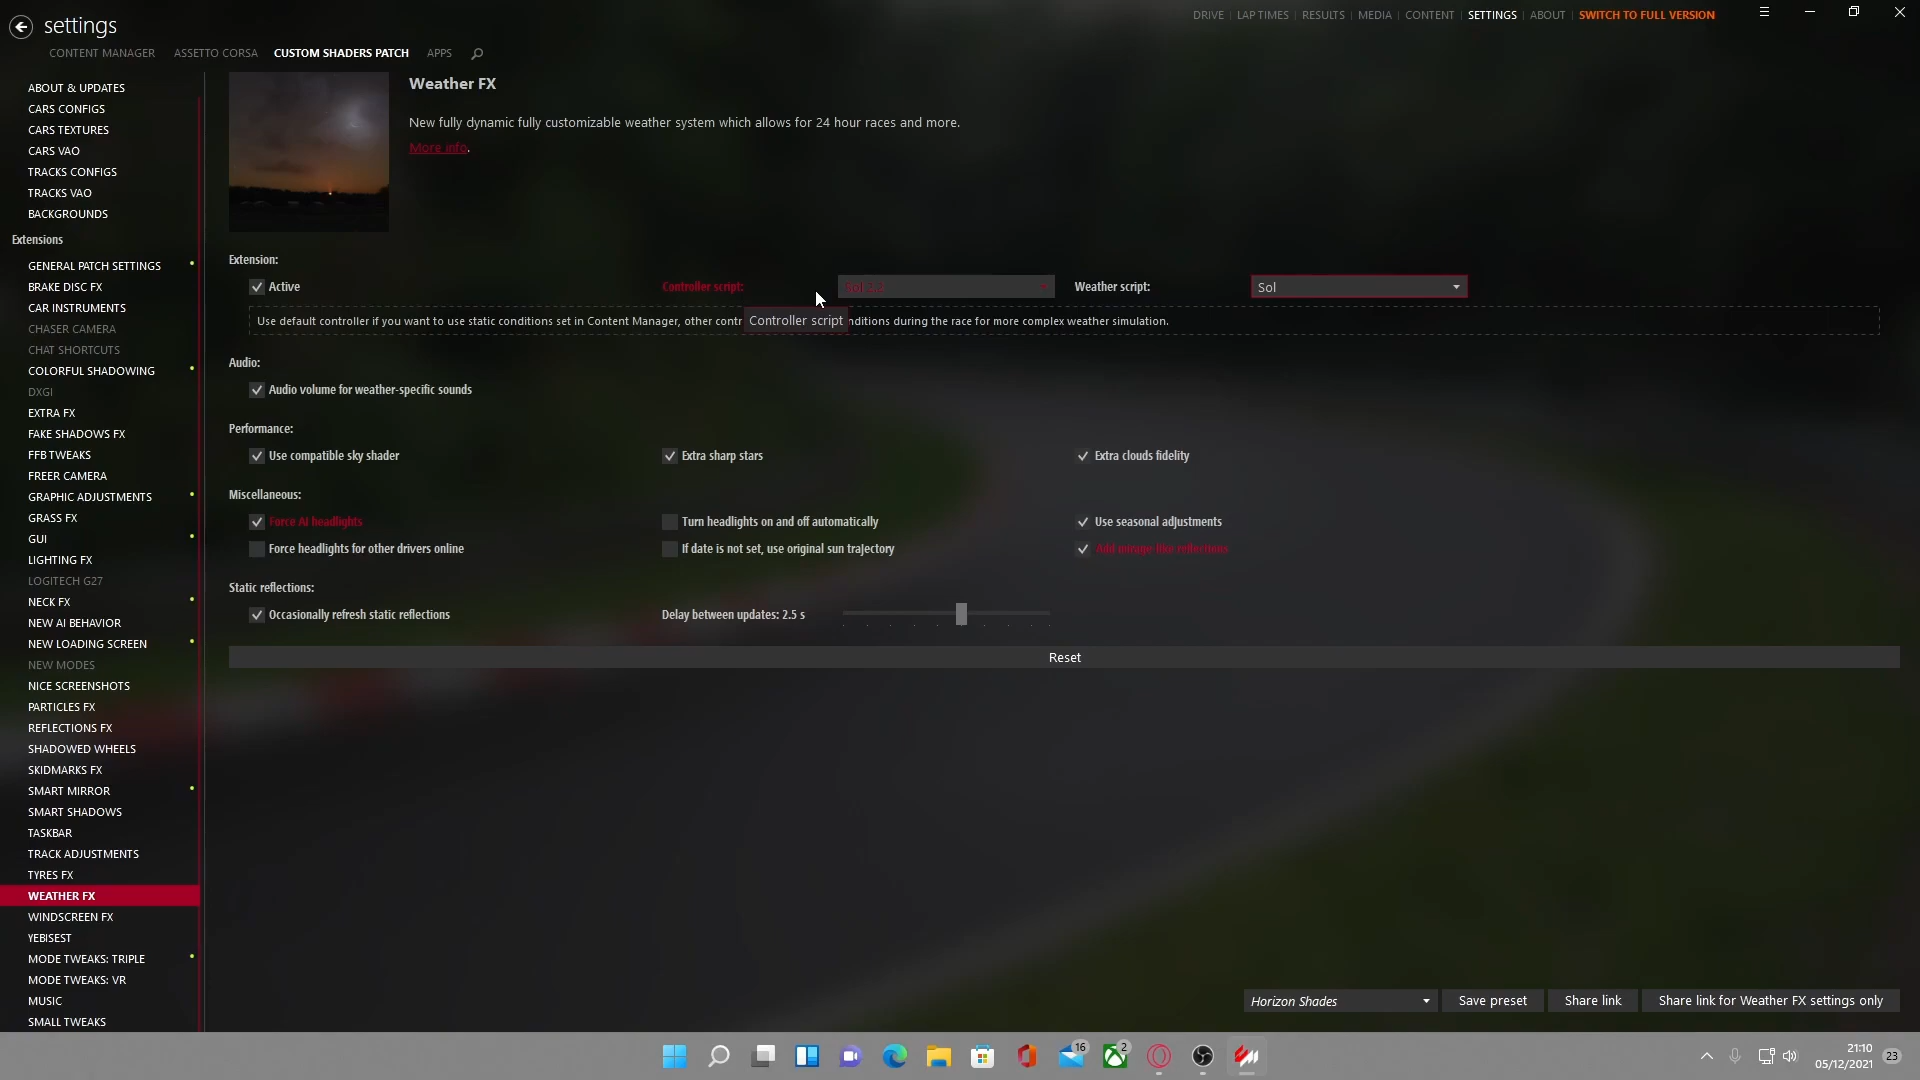 settings
DRIVE | LAP TIMES | RESULTS | MEDIA | CONTENT | SETTINGS | ABOUT | SWITCH TO FULL VERSION
CONTENT MANAGER ASSETTO CORSA CUSTOM SHADERS PATCH APPS
ABOUT & UPDATES
CARS CONFIGS
CARS TEXTURES
CARS VAO
TRACKS CONFIGS
TRACKS VAO
BACKGROUNDS
Extensions
GENERAL PATCH SETTINGS
BRAKE DISC FX
CAR INSTRUMENTS
CHASER CAMERA
CHAT SHORTCUTS
COLORFUL SHADOWING
DXGI
EXTRA FX
FAKE SHADOWS FX
FFB TWEAKS
FREER CAMERA
GRAPHIC ADJUSTMENTS
GRASS FX
GUI
LIGHTING FX
LOGITECH G27
NECK FX
NEW AI BEHAVIOR
NEW LOADING SCREEN
NEW MODES
NICE SCREENSHOTS
PARTICLES FX
REFLECTIONS FX
SHADOWED WHEELS
SKIDMARKS FX
SMART MIRROR
SMART SHADOWS
TASKBAR
TRACK ADJUSTMENTS
TYRES FX
WEATHER FX
WINDSCREEN FX
YEBISEST
MODE TWEAKS: TRIPLE
MODE TWEAKS: VR
MUSIC
SMALL TWEAKS
Weather FX
New fully dynamic fully customizable weather system which allows for 24 hour races and more.
More info.
Extension:
Active Controller script: Sol 2.2 Weather script: Sol
Use default controller if you want to use static conditions set in Content Manager, other contr Controller script nditions during the race for more complex weather simulation.
Audio:
Audio volume for weather-specific sounds
Performance:
Use compatible sky shader Extra sharp stars Extra clouds fidelity
Miscellaneous:
Force AI headlights Turn headlights on and off automatically Use seasonal adjustments
Force headlights for other drivers online If date is not set, use original sun trajectory Add mirage-like reflections
Static reflections:
Occasionally refresh static reflections Delay between updates: 2.5 s
Reset
Horizon Shades Save preset Share link Share link for Weather FX settings only
16 2 21:10
05/12/2021 23